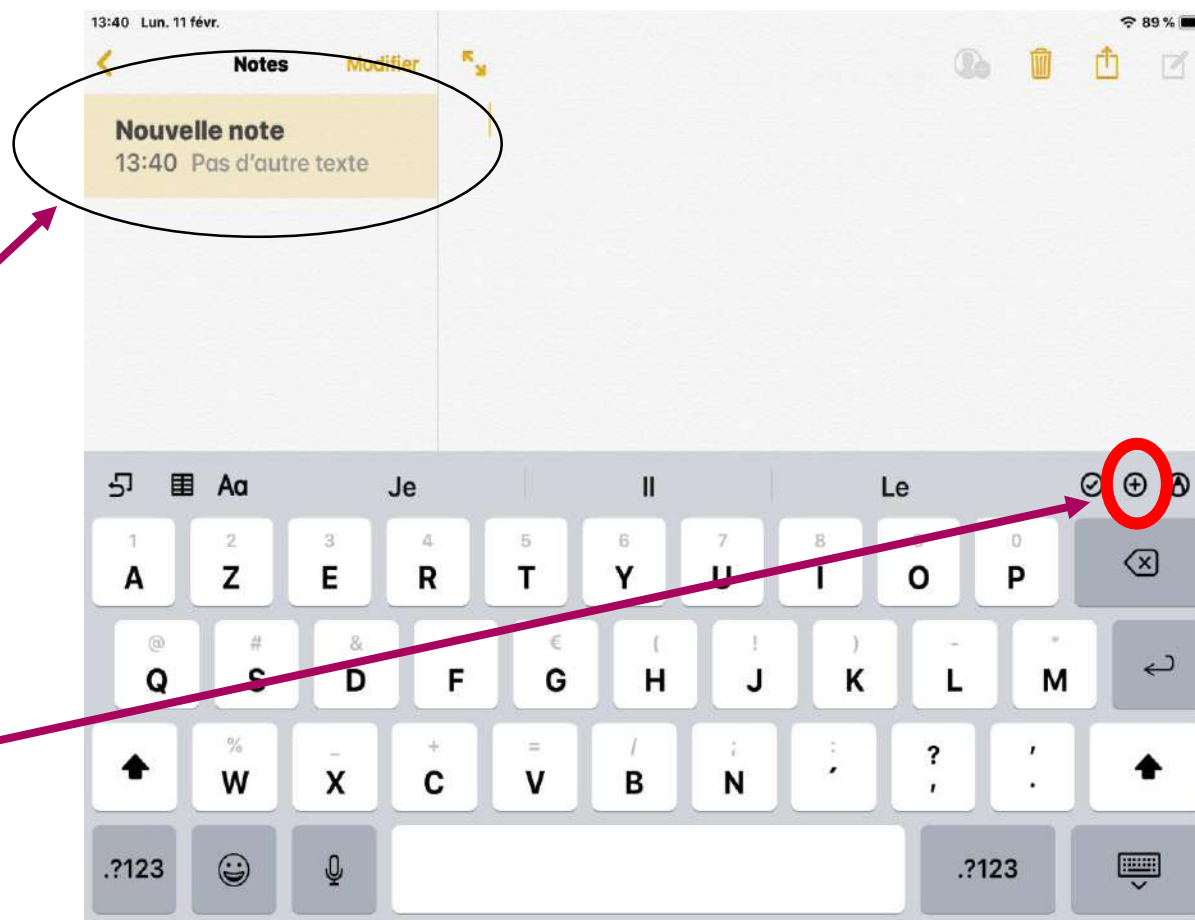 13:40 Lun. 11 févr. 89 %
Notes Modifier
Nouvelle note
13:40 Pas d'autre texte
Aa Je Il Le
1 2 3 4 5 6 7 8 0
A Z E R T Y U I O P
@ # & € ( ! ) - "
Q S D F G H J K L M
% _ + = / ; : ? '
W X C V B N ´ , .
.?123 .?123